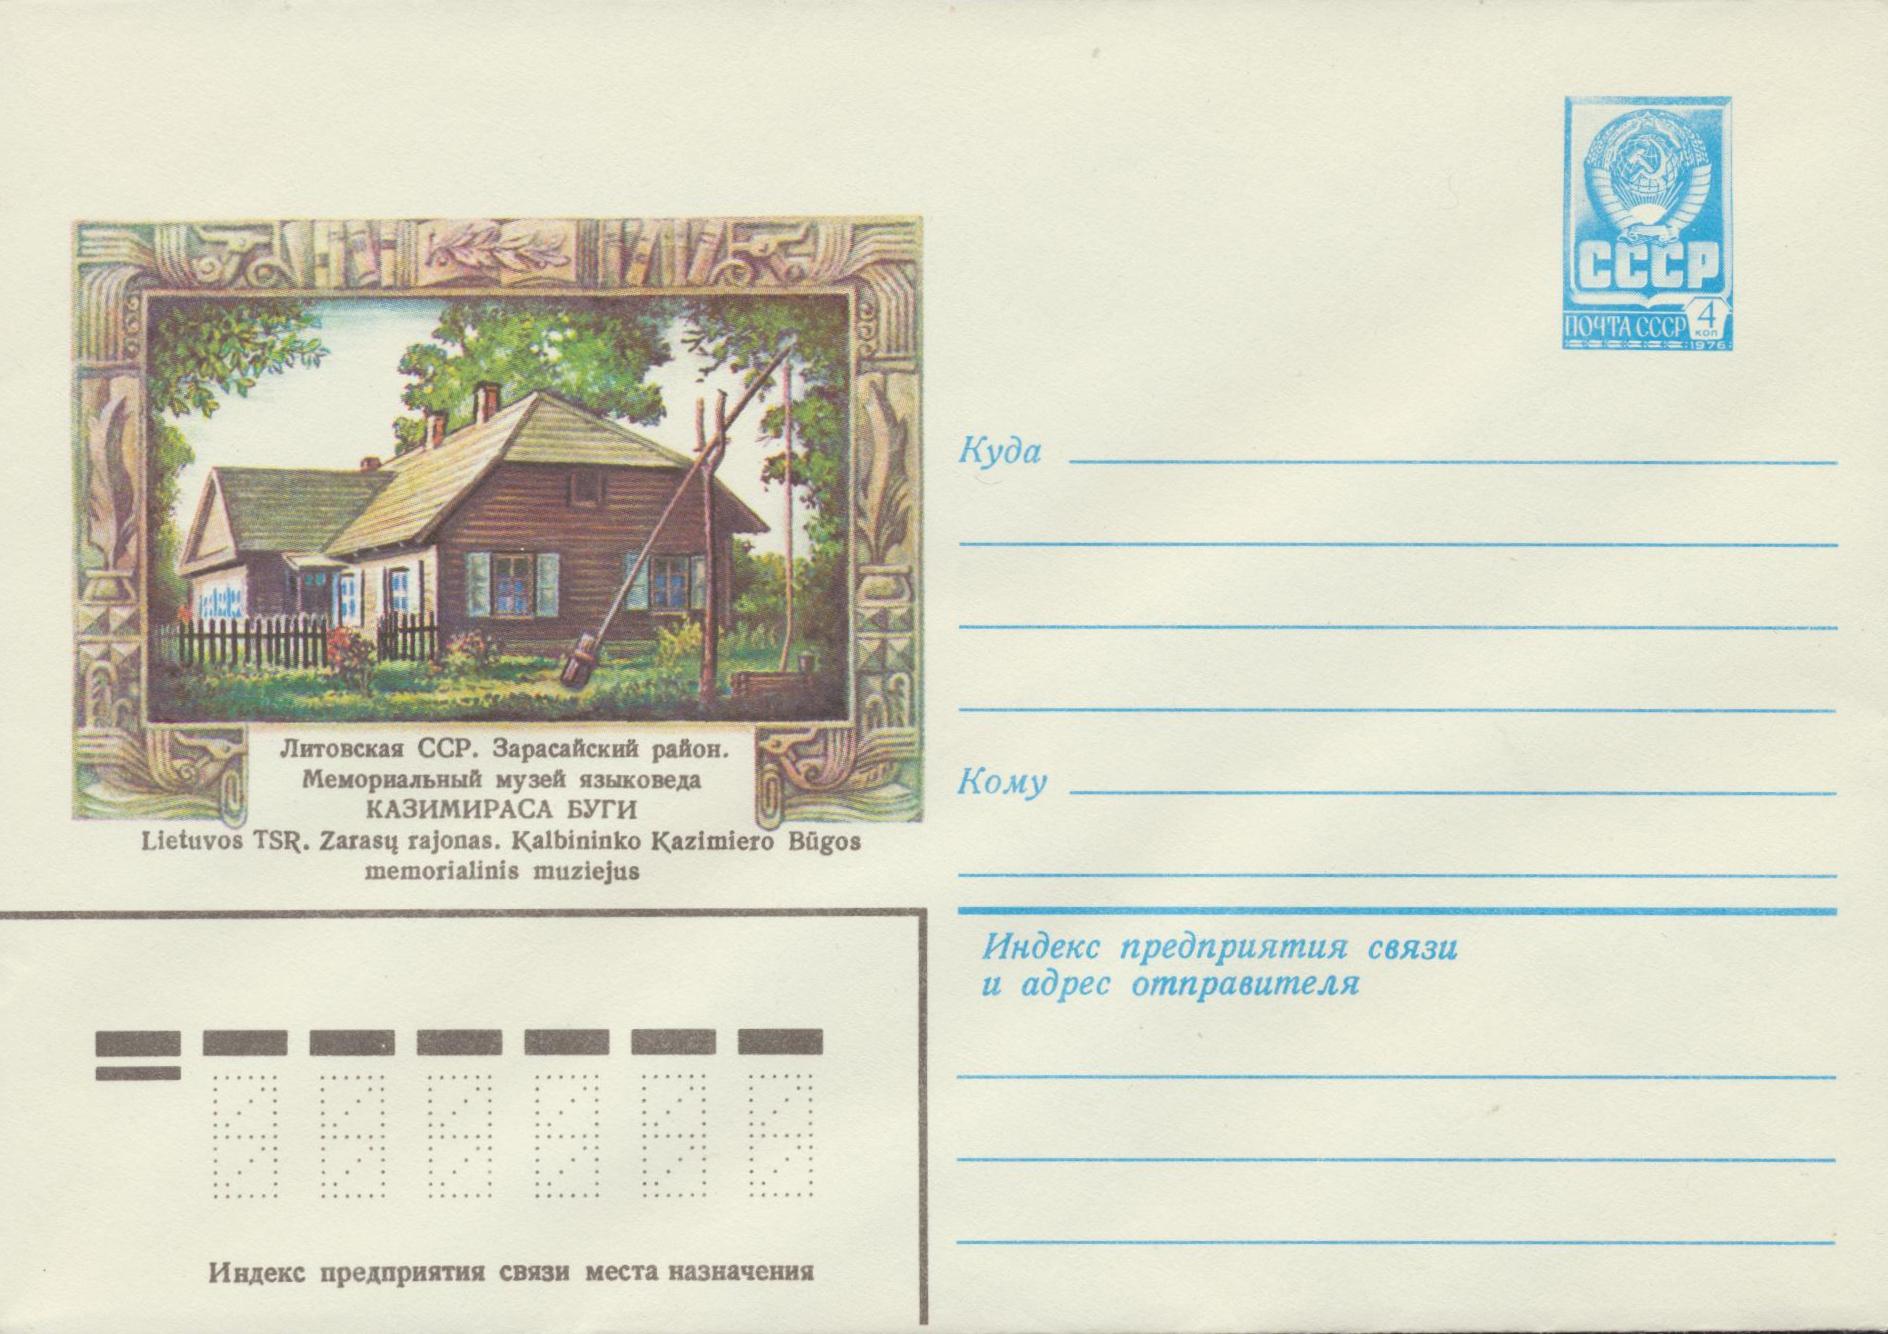 СССР
ПОЧТА СССР 4
коп
1976
Куда
Литовская ССР. Зарасайский район.
Мемориальный музей языковеда
КАЗИМИРАСА БУГИ
Lietuvos TSR. Zarasų rajonas. Kalbininko Kazimiero Būgos
memorialinis muziejus
Кому
Индекс предприятия связи
и адрес отправителя
Индекс предприятия связи места назначения